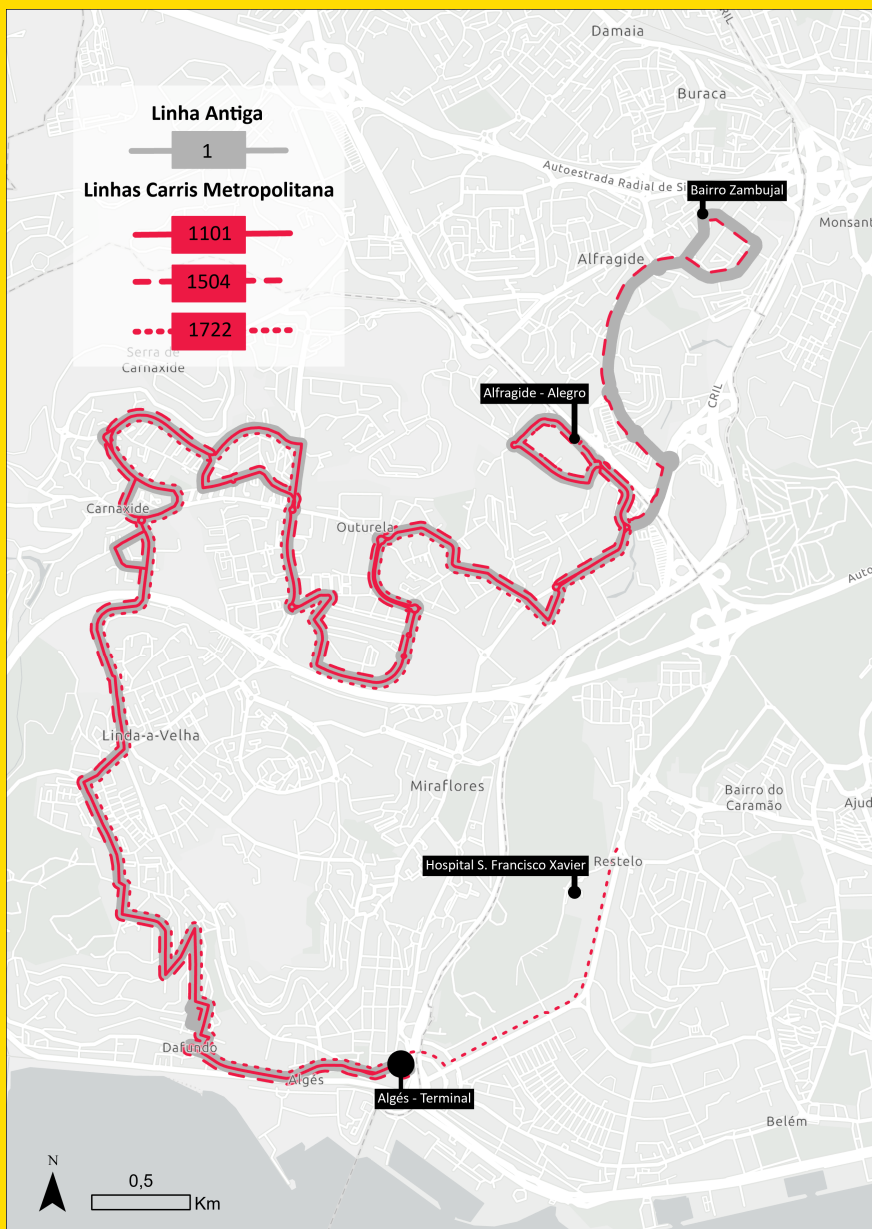 Damaia
CRIL
Buraca
Linha Antiga
1
Linhas Carris Metropolitana
1101
1504
1722
Autoestrada Radial de Si
Bairro Zambujal
Monsant
Alfragide
Serra de
Carnaxide
Alfragide - Alegro
CRIL
Carnaxide
Outurela
Auto
Linda-a-Velha
Miraflores
Bairro do
Caramão
Ajud
Hospital S. Francisco Xavier
Restelo
Dafundo
Algés
Algés - Terminal
Belém
N
0,5
Km